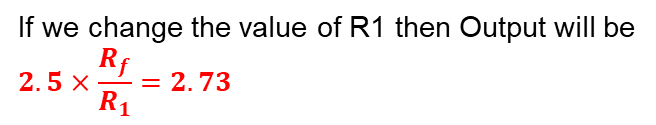 If we change the value of R1 then Output will be
2.5 × Rf/R1 = 2.73